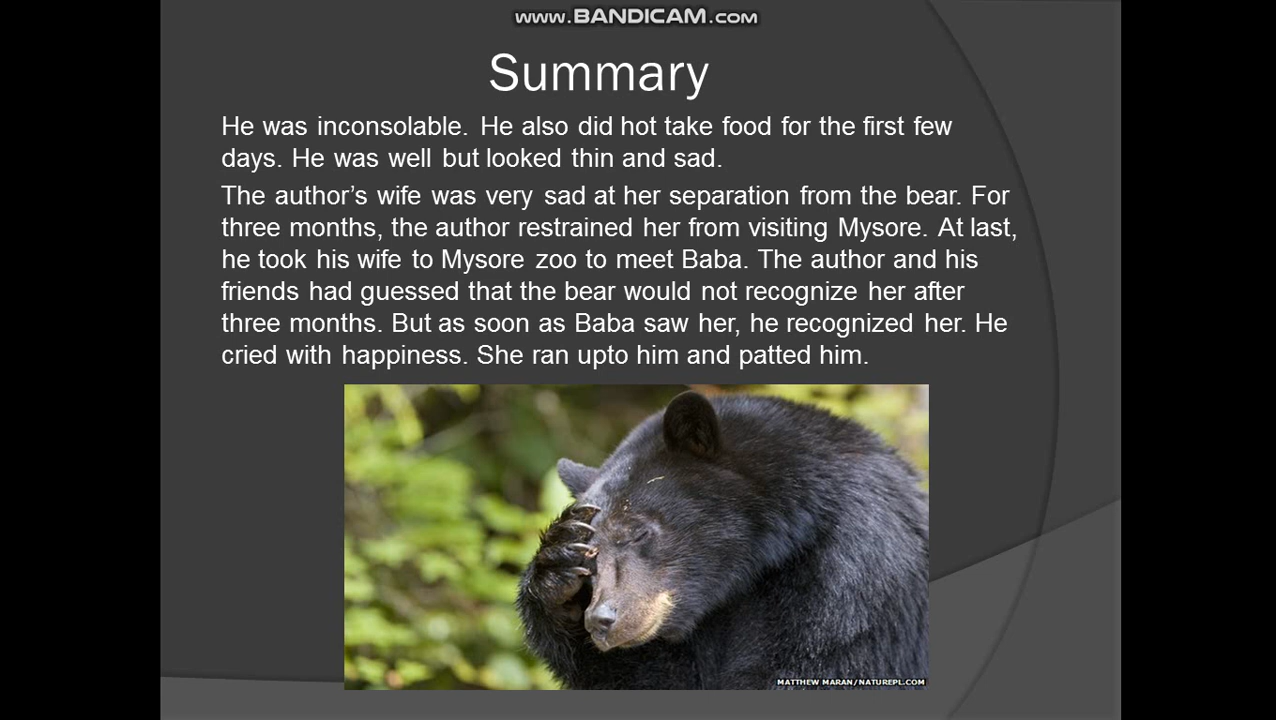 www.BANDICAM.com
Summary
He was inconsolable. He also did hot take food for the first few
days. He was well but looked thin and sad.
The author’s wife was very sad at her separation from the bear. For
three months, the author restrained her from visiting Mysore. At last,
he took his wife to Mysore zoo to meet Baba. The author and his
friends had guessed that the bear would not recognize her after
three months. But as soon as Baba saw her, he recognized her. He
cried with happiness. She ran upto him and patted him.
MATTHEW MARAN/NATUREPL.COM